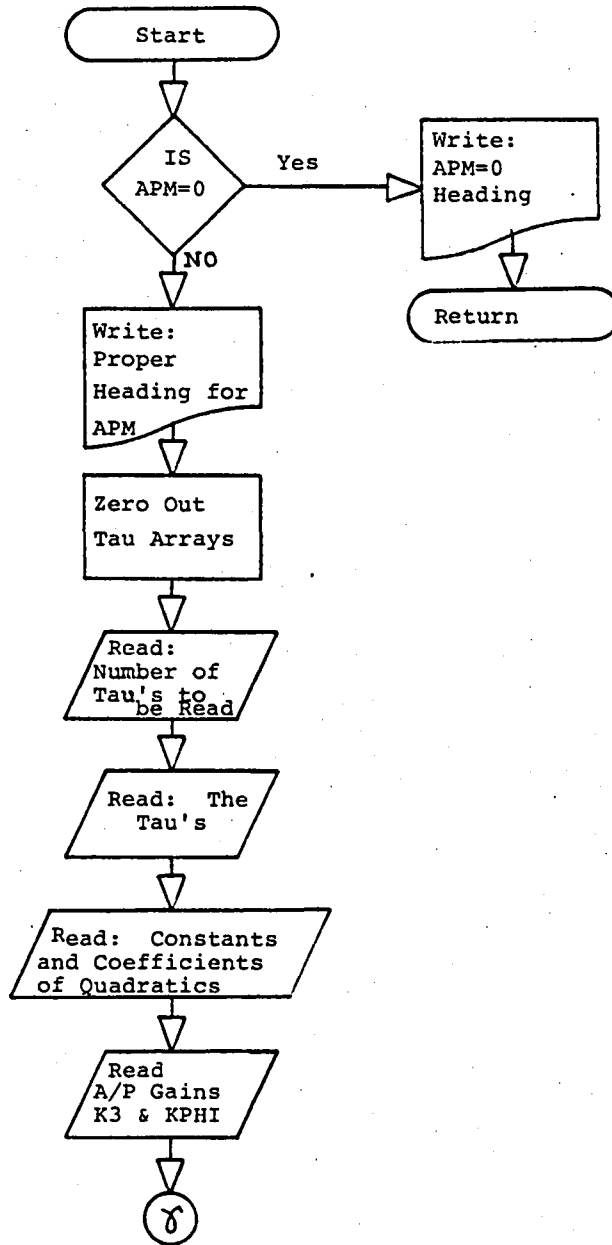 Start
IS
APM=0
Yes
Write:
APM=0
Heading
Return
NO
Write:
Proper
Heading for
APM
Zero Out
Tau Arrays
Read:
Number of
Tau's to
be Read
Read: The
Tau's
Read: Constants
and Coefficients
of Quadratics
Read
A/P Gains
K3 & KPHI
γ